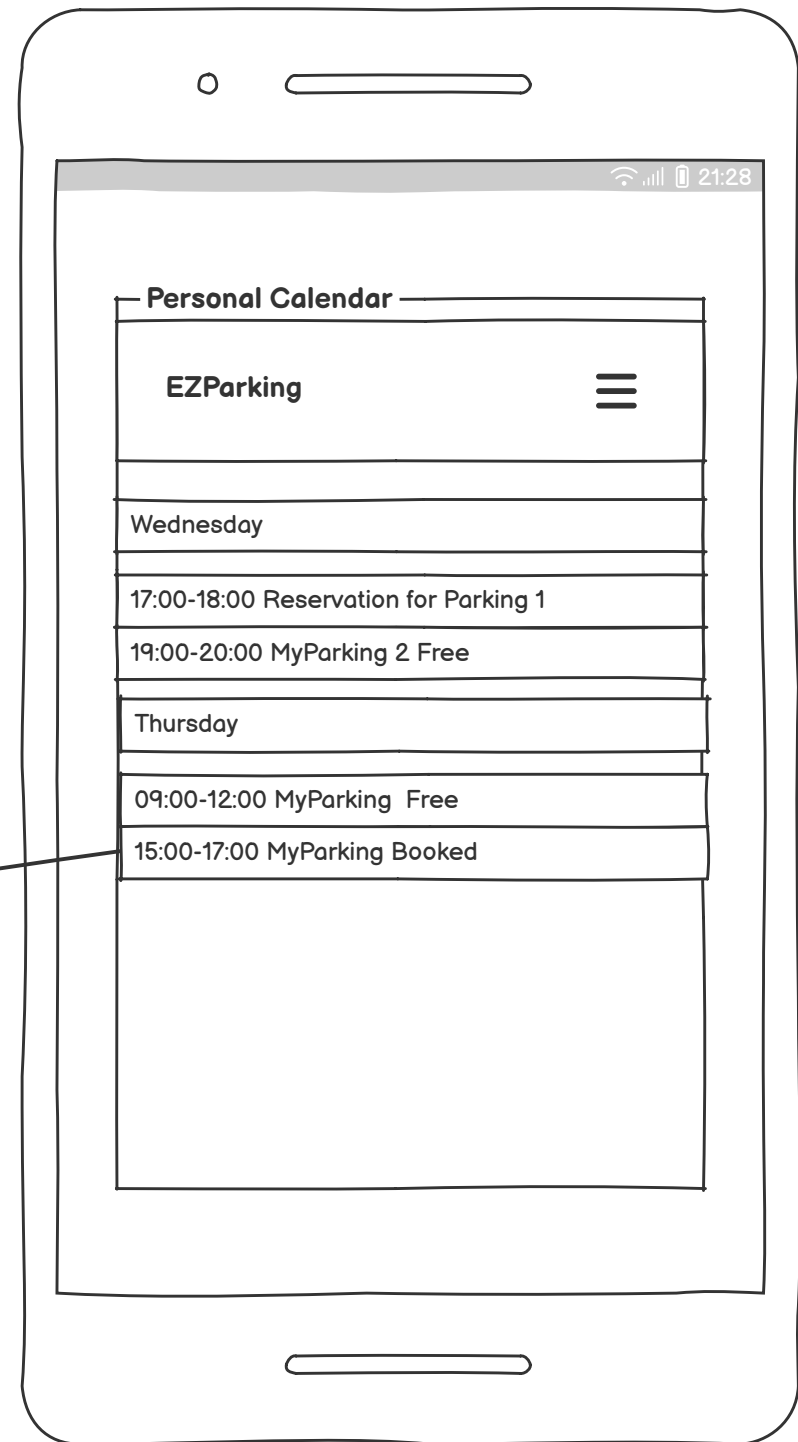 21:28
Personal Calendar
EZParking
Wednesday
17:00-18:00 Reservation for Parking 1
19:00-20:00 MyParking 2 Free
Thursday
09:00-12:00 MyParking  Free
15:00-17:00 MyParking Booked